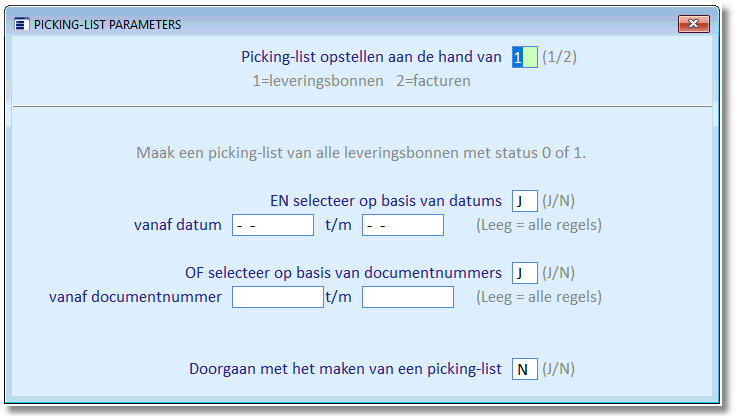 PICKING-LIST PARAMETERS
Picking-list opstellen aan de hand van 1 (1/2)
1=leveringsbonnen 2=facturen
Maak een picking-list van alle leveringsbonnen met status 0 of 1.
EN selecteer op basis van datums J (J/N)
vanaf datum - - t/m - - (Leeg = alle regels)
OF selecteer op basis van documentnummers J (J/N)
vanaf documentnummer t/m (Leeg = alle regels)
Doorgaan met het maken van een picking-list N (J/N)